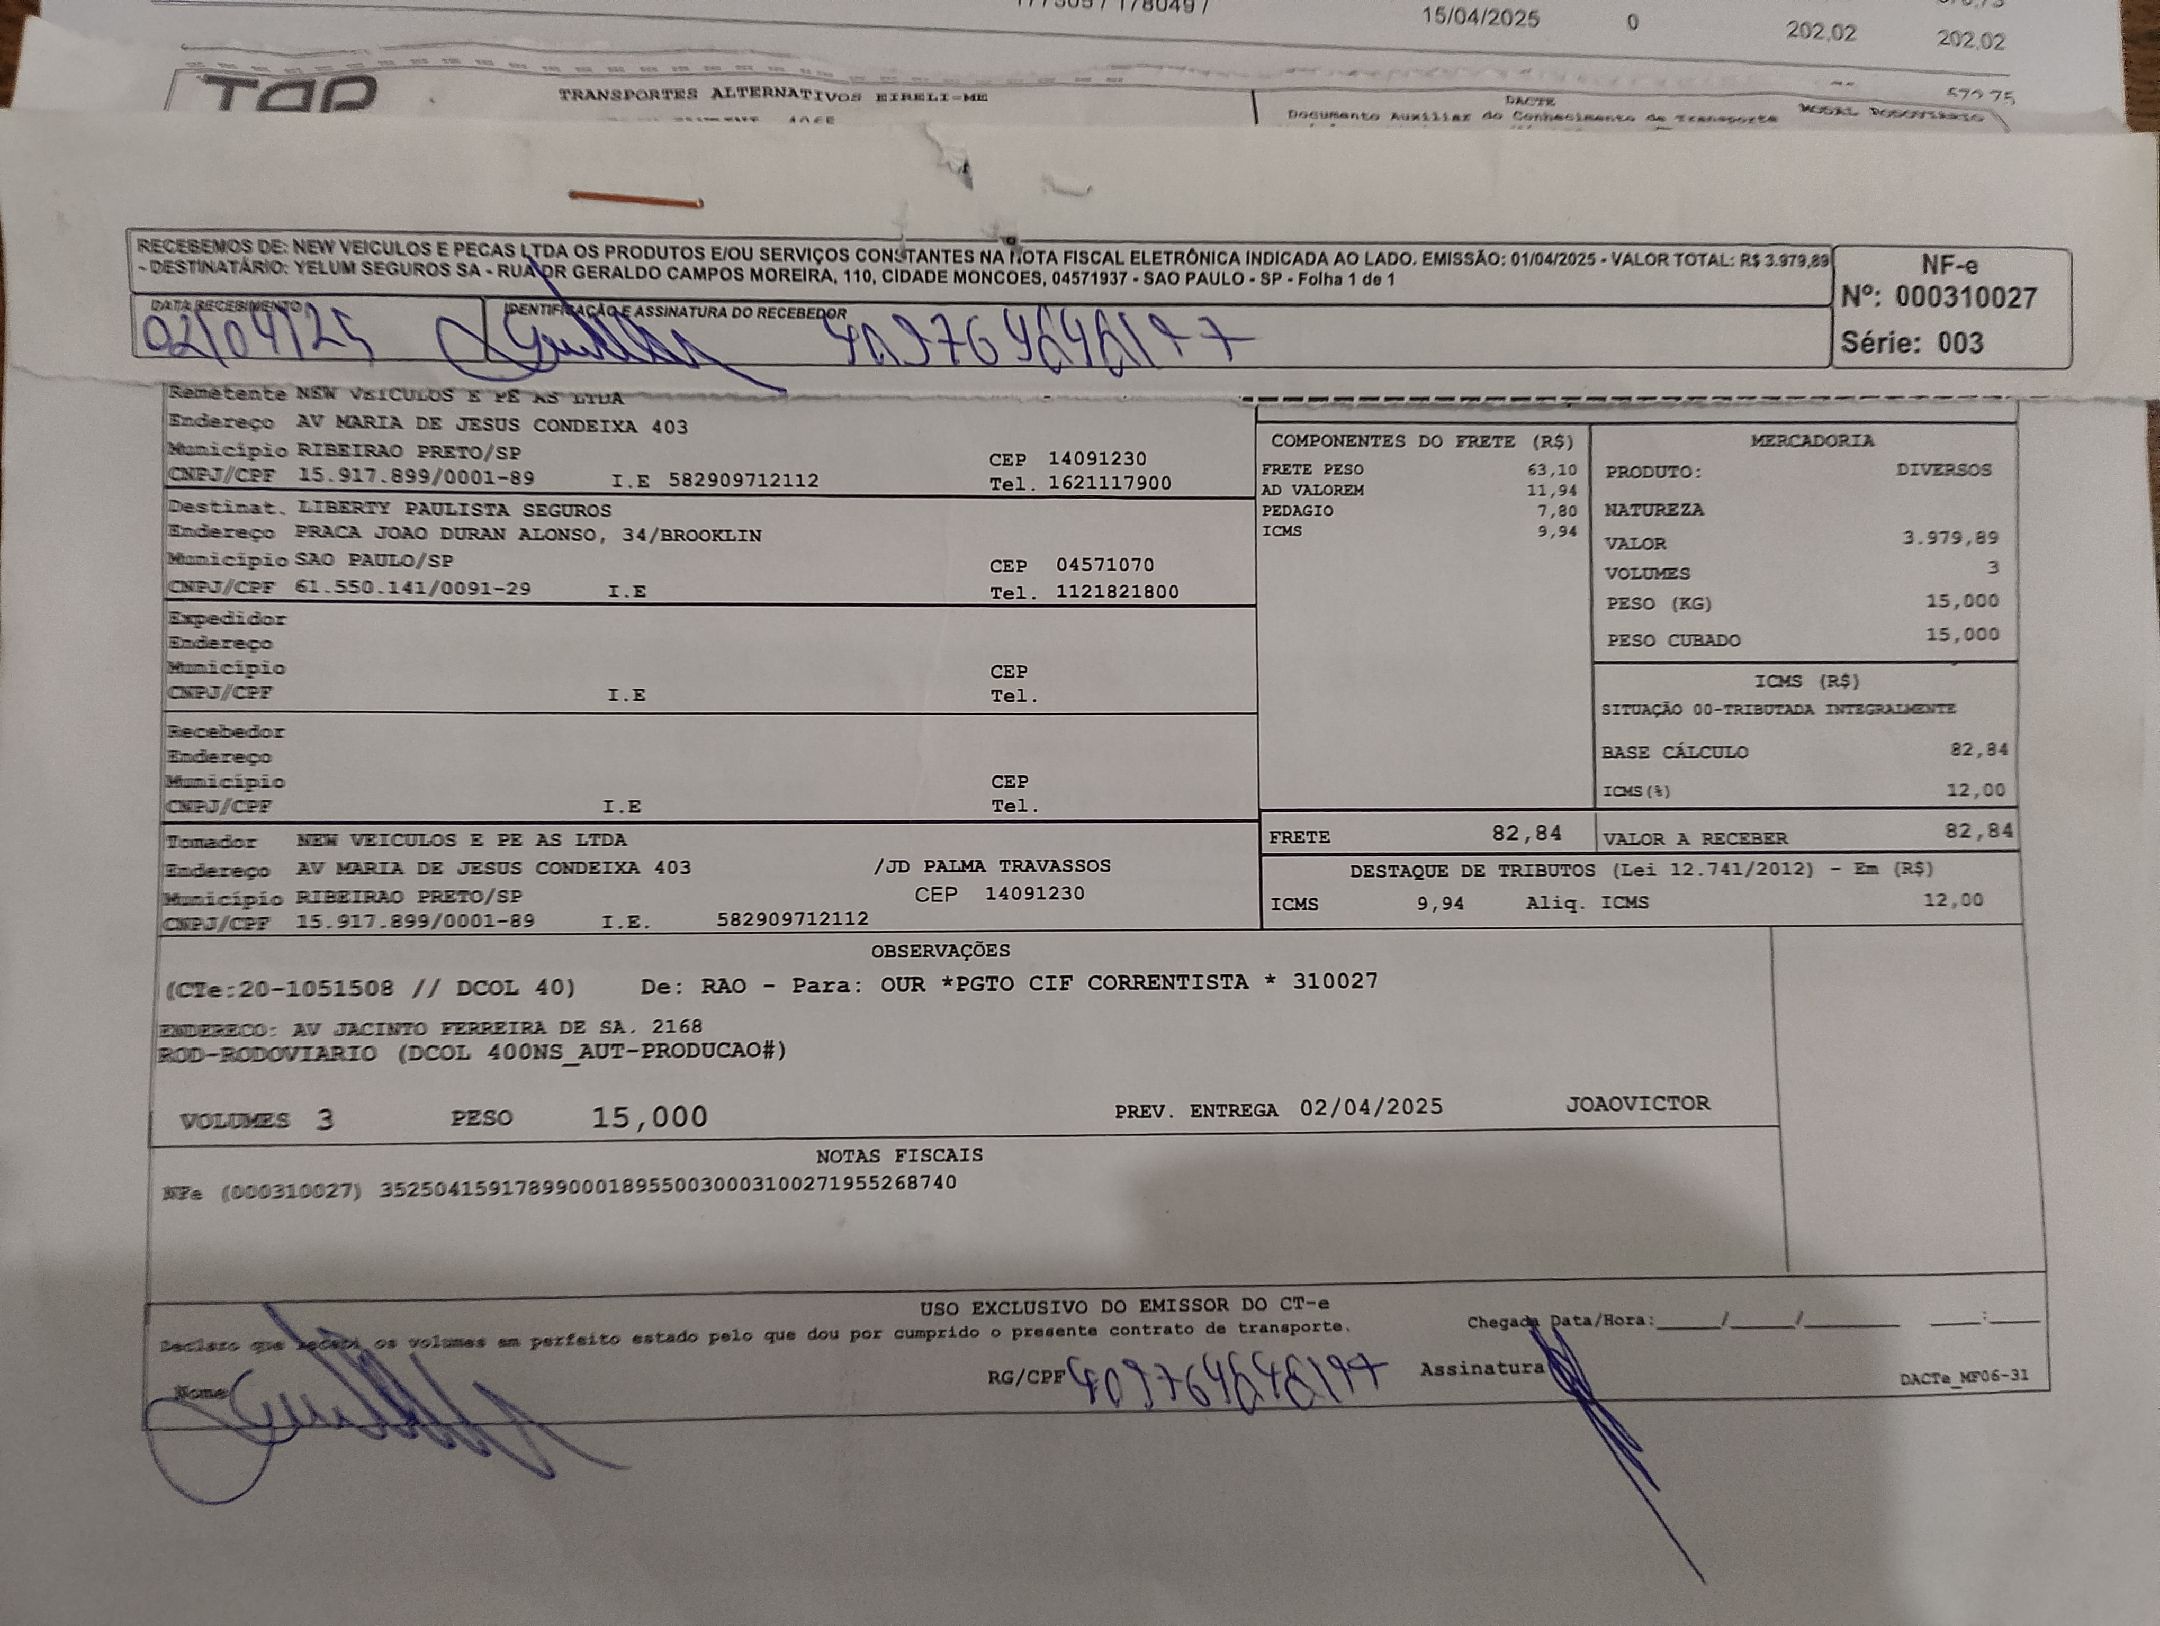 15/04/2025 0 202,02 202,02
579,75
TAP TRANSPORTES ALTERNATIVOS EIRELI-ME DACTE MODAL RODOVIÁRIO
Documento Auxiliar do Conhecimento de Transporte
RECEBEMOS DE: NEW VEICULOS E PECAS LTDA OS PRODUTOS E/OU SERVIÇOS CONSTANTES NA NOTA FISCAL ELETRÔNICA INDICADA AO LADO. EMISSÃO: 01/04/2025 - VALOR TOTAL: R$ 3.979,89
- DESTINATÁRIO: YELUM SEGUROS SA - RUA DR GERALDO CAMPOS MOREIRA, 110, CIDADE MONCOES, 04571937 - SAO PAULO - SP - Folha 1 de 1
NF-e
Nº: 000310027
Série: 003
DATA RECEBIMENTO IDENTIFICAÇÃO E ASSINATURA DO RECEBEDOR
02/04/25
Remetente NEW VEICULOS E PE AS LTDA
Endereço AV MARIA DE JESUS CONDEIXA 403
Município RIBEIRAO PRETO/SP CEP 14091230
CNPJ/CPF 15.917.899/0001-89 I.E 582909712112 Tel. 1621117900
Destinat. LIBERTY PAULISTA SEGUROS
Endereço PRACA JOAO DURAN ALONSO, 34/BROOKLIN
Município SAO PAULO/SP CEP 04571070
CNPJ/CPF 61.550.141/0091-29 I.E Tel. 1121821800
Expedidor
Endereço
Município CEP
CNPJ/CPF I.E Tel.
Recebedor
Endereço
Município CEP
CNPJ/CPF I.E Tel.
Tomador NEW VEICULOS E PE AS LTDA
Endereço AV MARIA DE JESUS CONDEIXA 403 /JD PALMA TRAVASSOS
Município RIBEIRAO PRETO/SP CEP 14091230
CNPJ/CPF 15.917.899/0001-89 I.E. 582909712112
COMPONENTES DO FRETE (R$)
FRETE PESO 63,10
AD VALOREM 11,94
PEDAGIO 7,80
ICMS 9,94
MERCADORIA
PRODUTO: DIVERSOS
NATUREZA
VALOR 3.979,89
VOLUMES 3
PESO (KG) 15,000
PESO CUBADO 15,000
ICMS (R$)
SITUAÇÃO 00-TRIBUTADA INTEGRALMENTE
BASE CÁLCULO 82,84
ICMS(%) 12,00
FRETE 82,84 VALOR A RECEBER 82,84
DESTAQUE DE TRIBUTOS (Lei 12.741/2012) - Em (R$)
ICMS 9,94 Aliq. ICMS 12,00
OBSERVAÇÕES
(CTe:20-1051508 // DCOL 40) De: RAO - Para: OUR *PGTO CIF CORRENTISTA * 310027
ENDERECO: AV JACINTO FERREIRA DE SA. 2168
ROD-RODOVIARIO (DCOL 400NS_AUT-PRODUCAO#)
VOLUMES 3 PESO 15,000 PREV. ENTREGA 02/04/2025 JOAOVICTOR
NOTAS FISCAIS
NFe (000310027) 35250415917899000189550030003100271955268740
USO EXCLUSIVO DO EMISSOR DO CT-e
Declaro que recebi os volumes em perfeito estado pelo que dou por cumprido o presente contrato de transporte. Chegada Data/Hora:_____/_____/_______ ___:____
Nome RG/CPF Assinatura DACTe_MF06-31